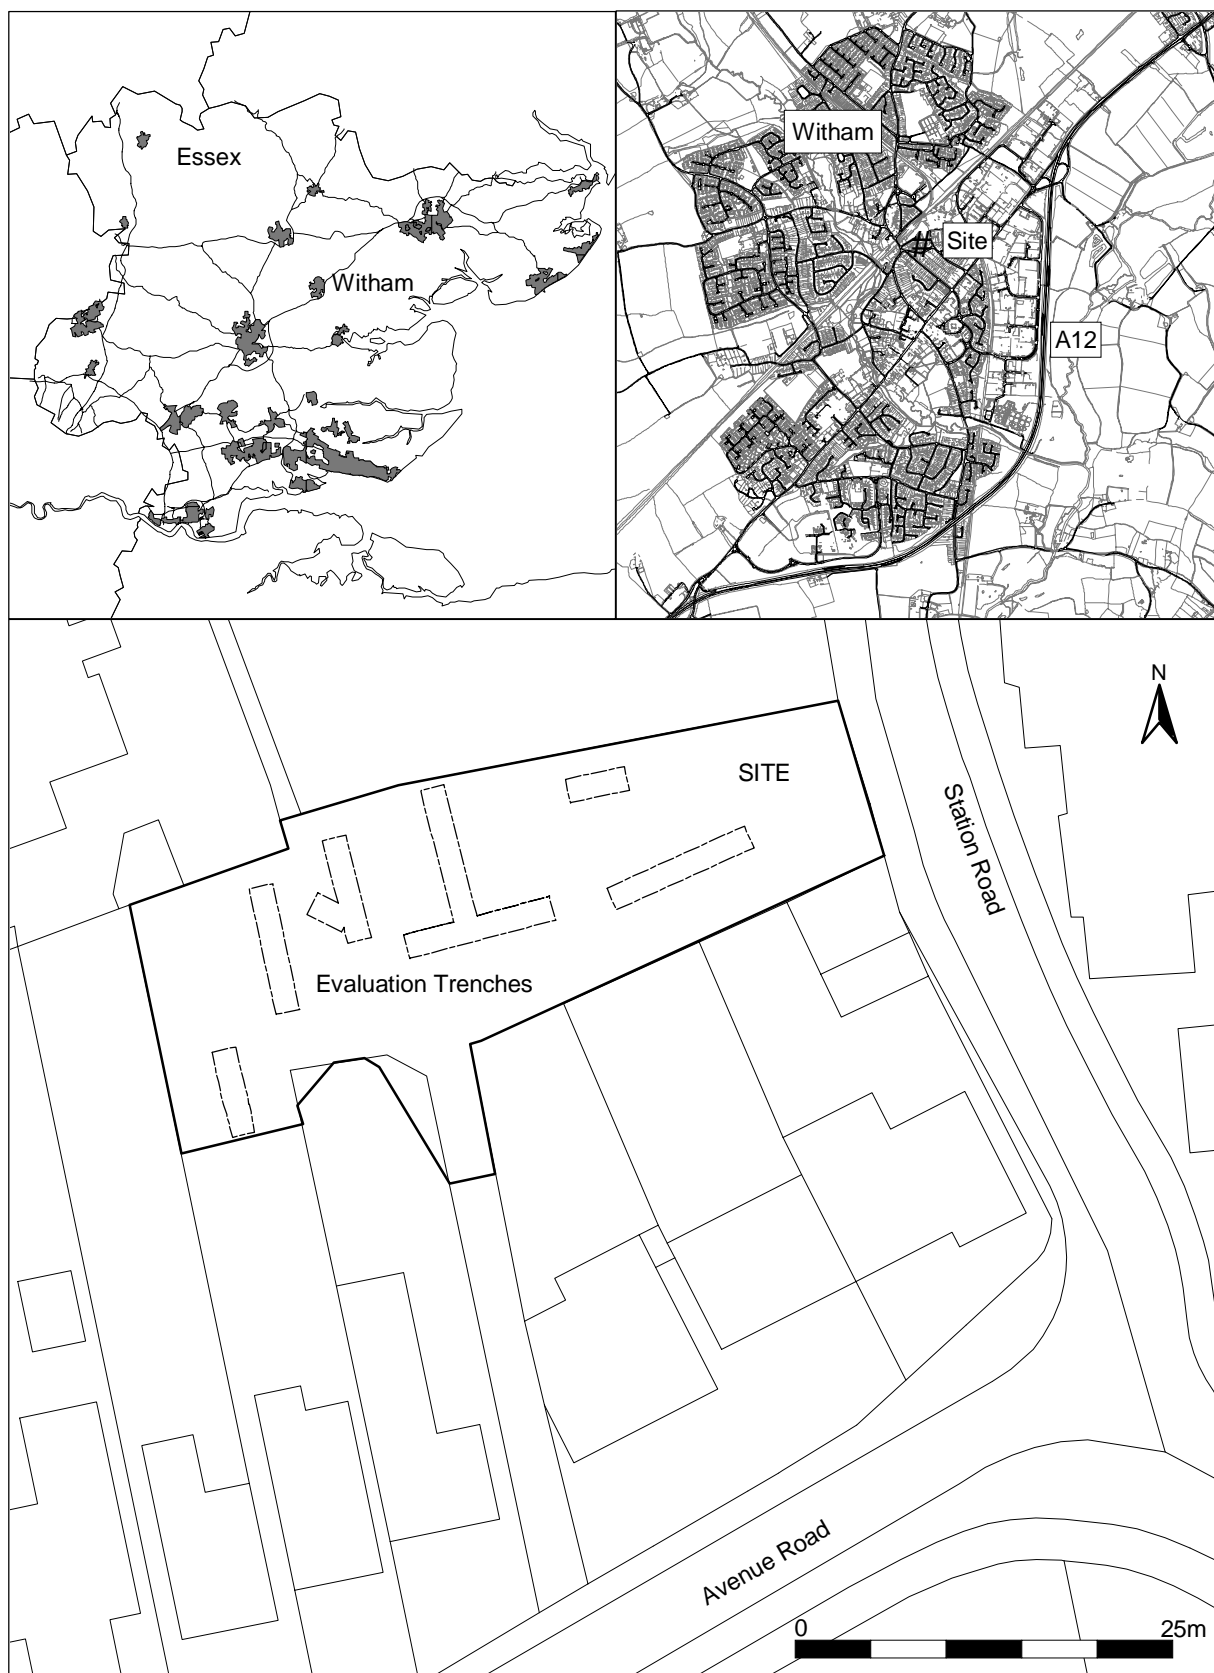 Essex
Witham
Witham
Site
#
A12
N
SITE
Station Road
Evaluation Trenches
Avenue Road
0
25m